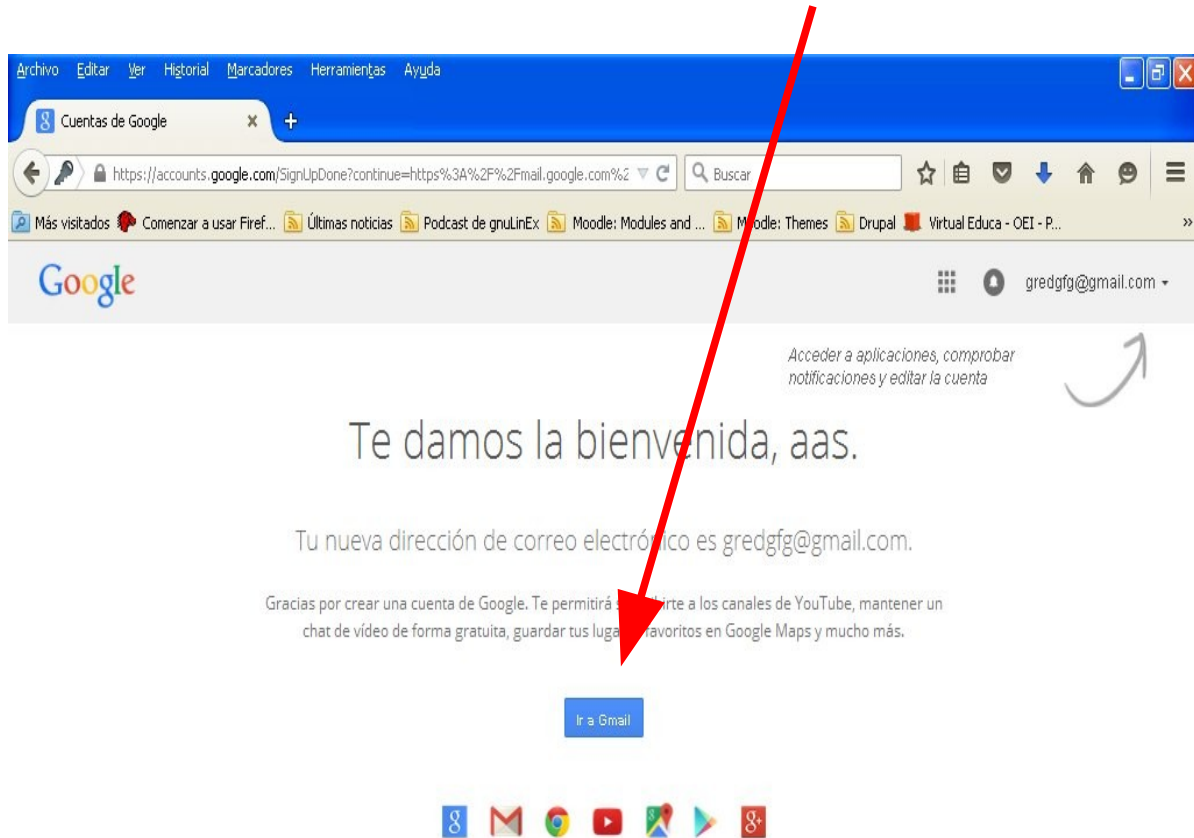 Archivo Editar Ver Historial Marcadores Herramientas Ayuda
Cuentas de Google
https://accounts.google.com/SignUpDone?continue=https%3A%2F%2Fmail.google.com%2 Buscar
Más visitados Comenzar a usar Firef... Últimas noticias Podcast de gnuLinEx Moodle: Modules and ... Moodle: Themes Drupal Virtual Educa - OEI - P... »
Google gredgfg@gmail.com
Acceder a aplicaciones, comprobar
notificaciones y editar la cuenta
Te damos la bienvenida, aas.
Tu nueva dirección de correo electrónico es gredgfg@gmail.com.
Gracias por crear una cuenta de Google. Te permitirá a los canales de YouTube, mantener un
chat de vídeo de forma gratuita, guardar tus favoritos en Google Maps y mucho más.
Ir a Gmail